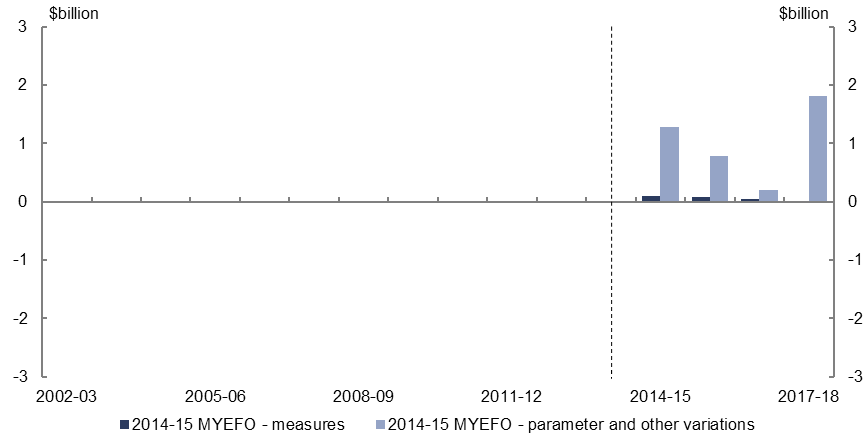 $billion $billion
3 3
2 2
1 1
0 0
-1 -1
-2 -2
-3 -3
2002-03 2005-06 2008-09 2011-12 2014-15 2017-18
2014-15 MYEFO - measures 2014-15 MYEFO - parameter and other variations